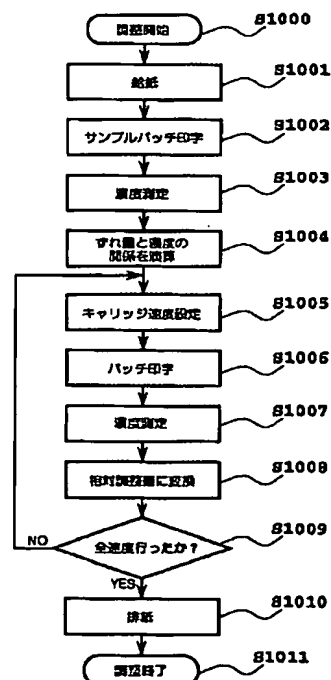 調整開始
S1000
給紙
S1001
サンプルパッチ印字
S1002
濃度測定
S1003
ずれ量と濃度の
関係を演算
S1004
キャリッジ速度設定
S1005
パッチ印字
S1006
濃度測定
S1007
相対調整量に変換
S1008
全速度行ったか？
S1009
NO
YES
排紙
S1010
調整終了
S1011